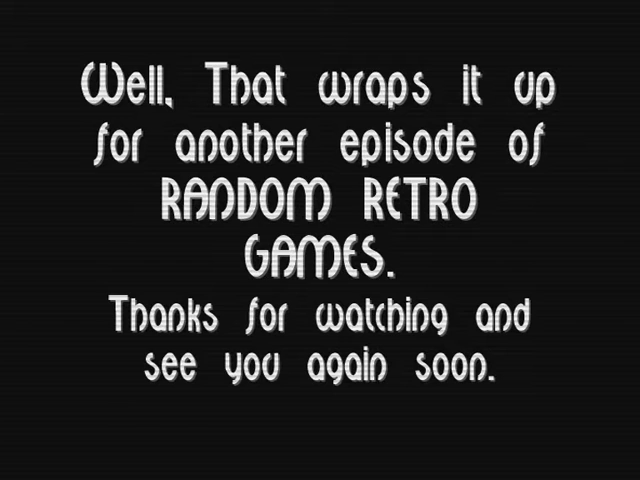 Well, That wraps it up
for another episode of
RANDOM RETRO
GAMES.
Thanks for watching and
see you again soon.